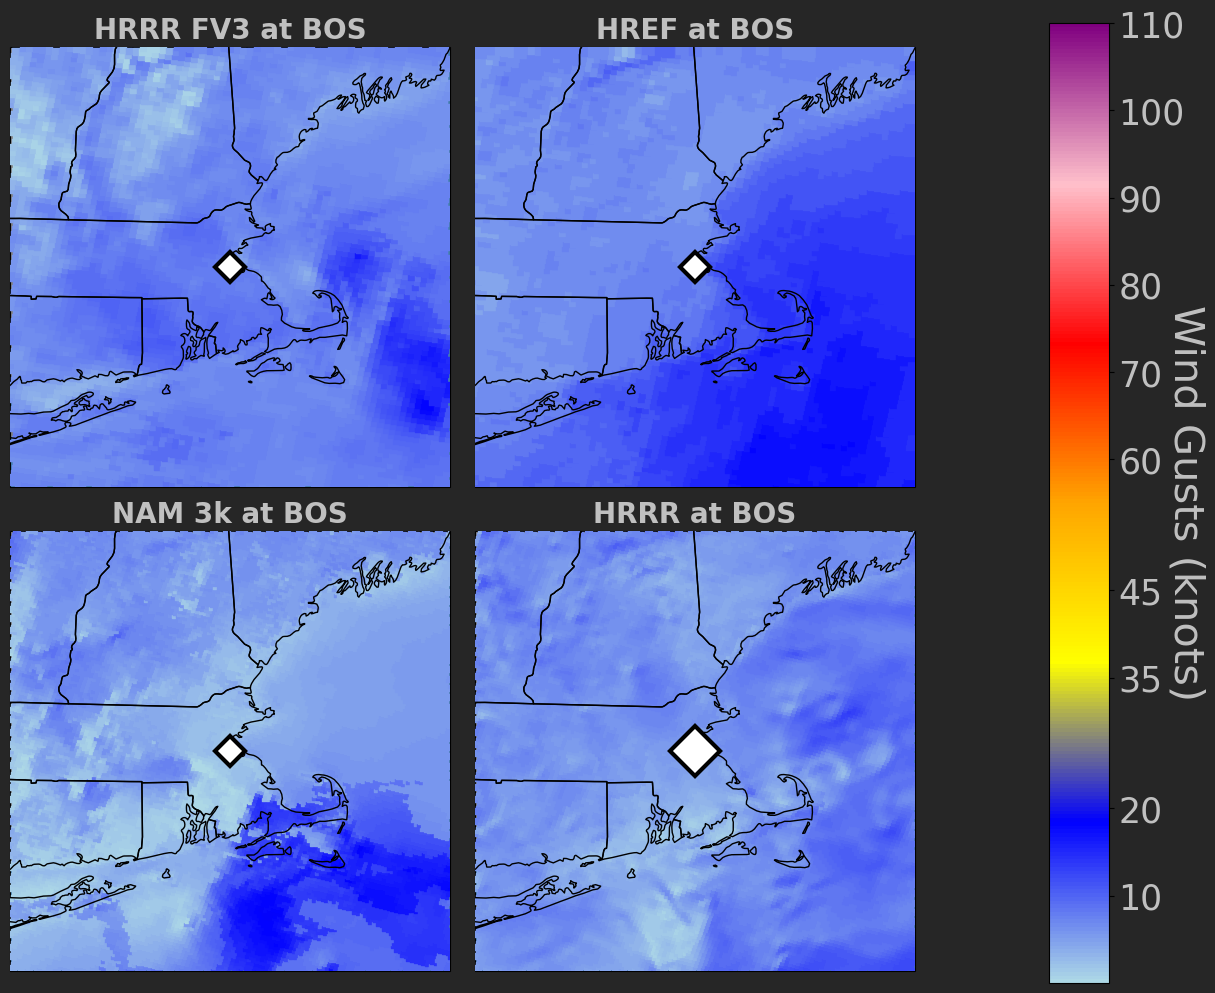 HRRR FV3 at BOS
HREF at BOS
NAM 3k at BOS
HRRR at BOS
110
100
90
80
70
60
45
35
20
10
Wind Gusts (knots)